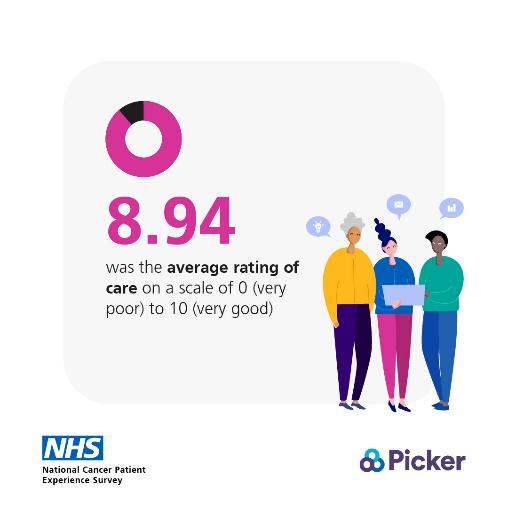 8.94
was the average rating of
care on a scale of 0 (very
poor) to 10 (very good)
NHS
National Cancer Patient
Experience Survey
Picker